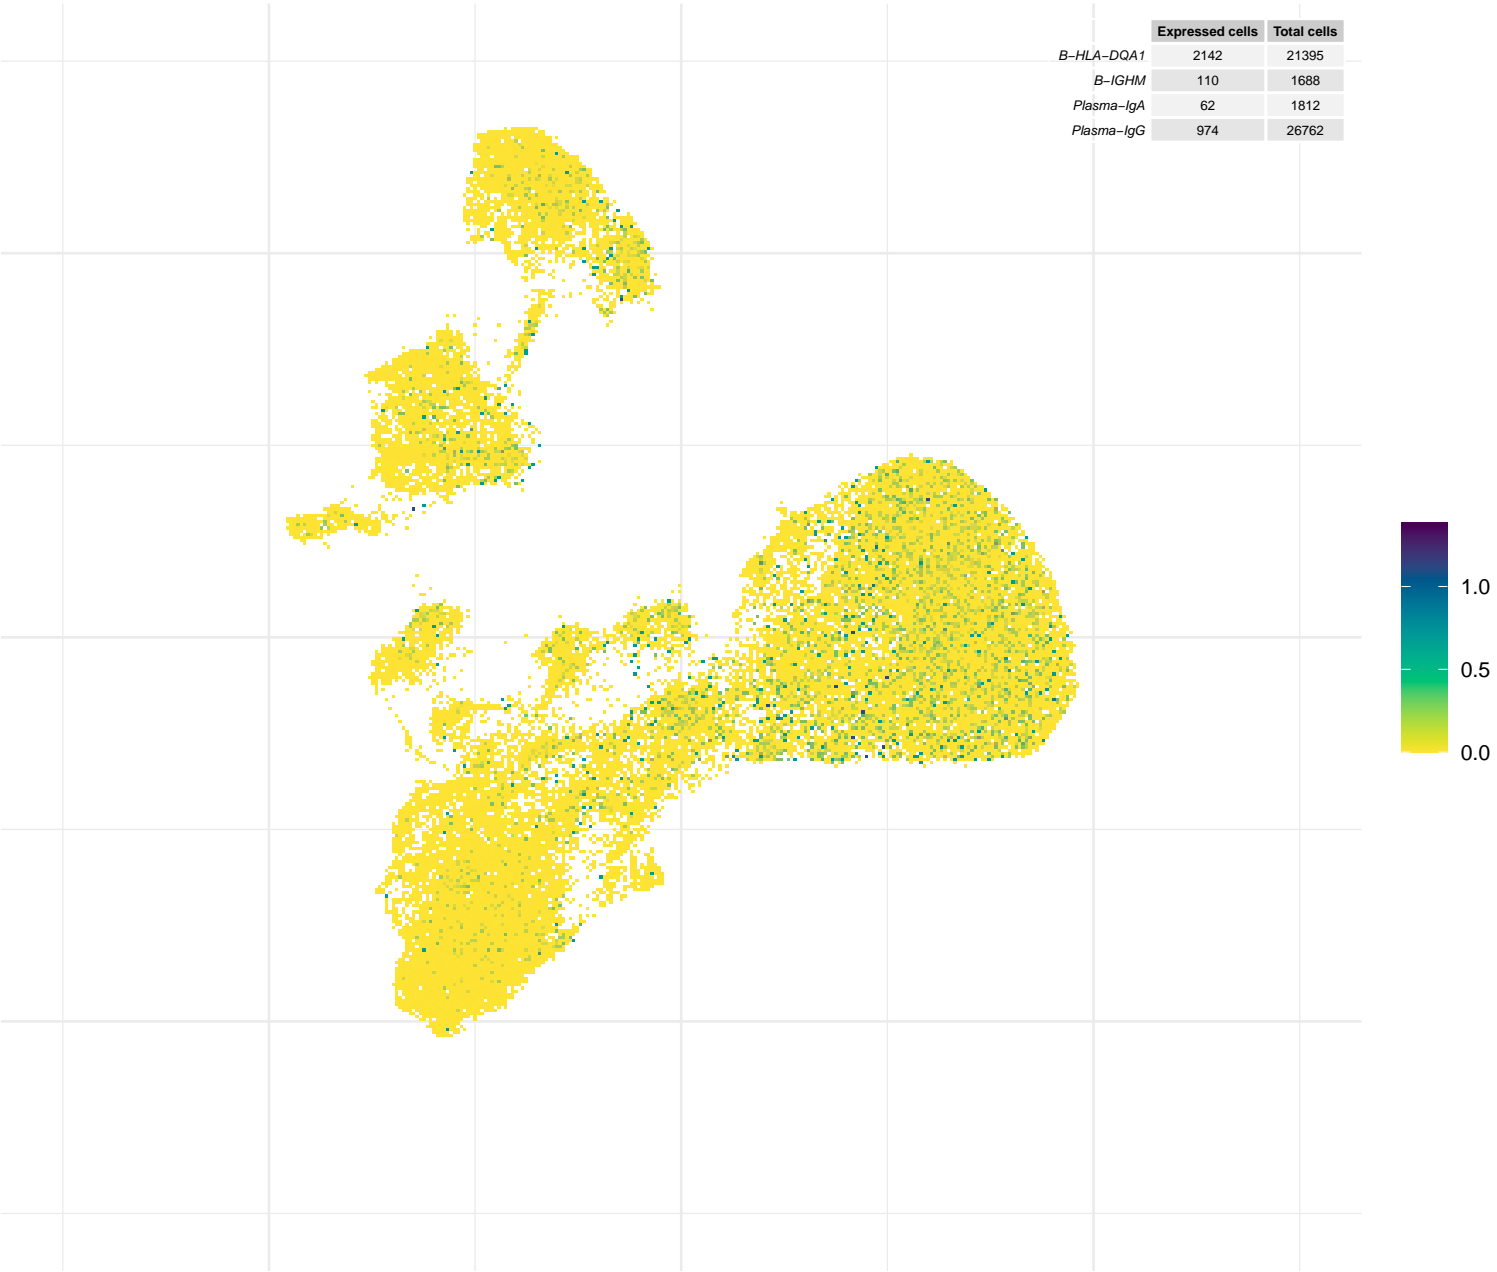 Expressed cells Total cells
B−HLA−DQA1 2142 21395
B−IGHM 110 1688
Plasma−IgA 62 1812
Plasma−IgG 974 26762
1.0
0.5
0.0